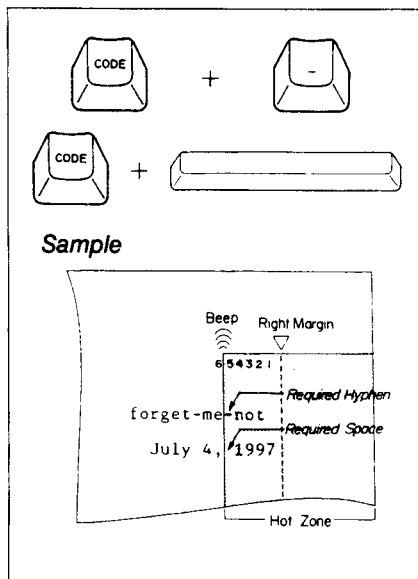 CODE + -
CODE +
Sample
Beep Right Margin
654321
Required Hyphen
forget-me-not
Required Space
July 4, 1997
Hot Zone